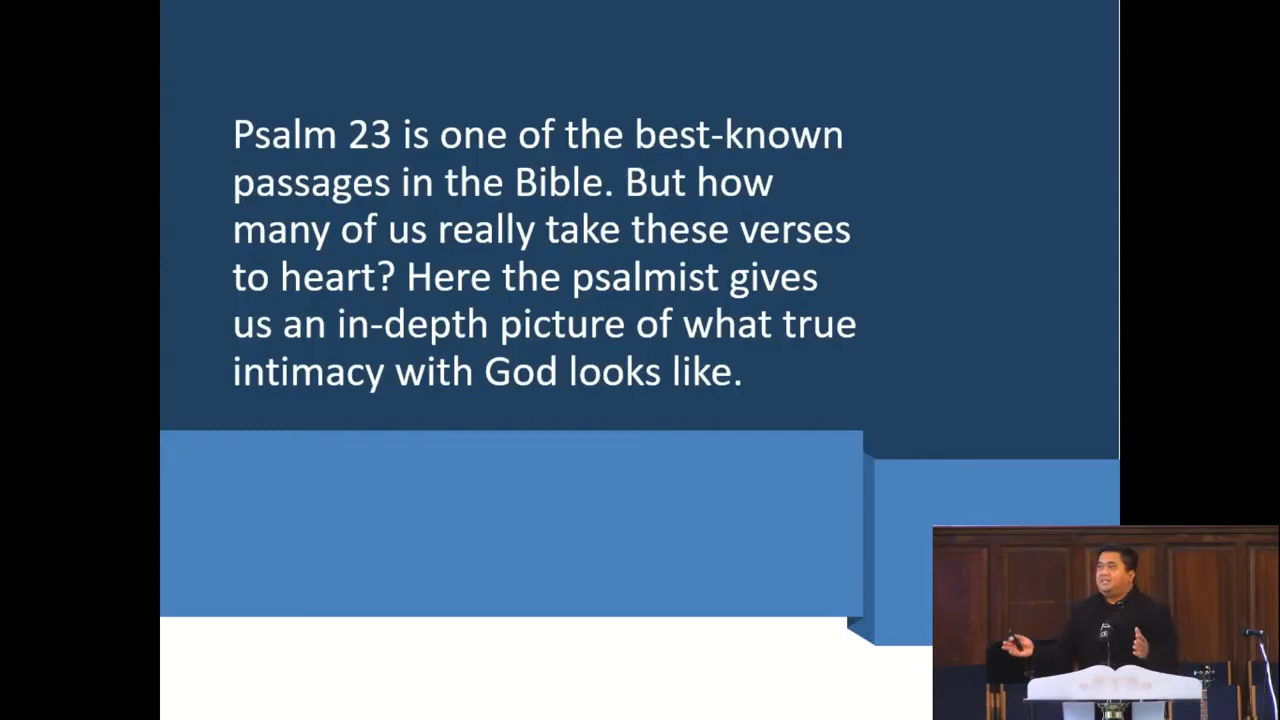 Psalm 23 is one of the best-known
passages in the Bible. But how
many of us really take these verses
to heart? Here the psalmist gives
us an in-depth picture of what true
intimacy with God looks like.